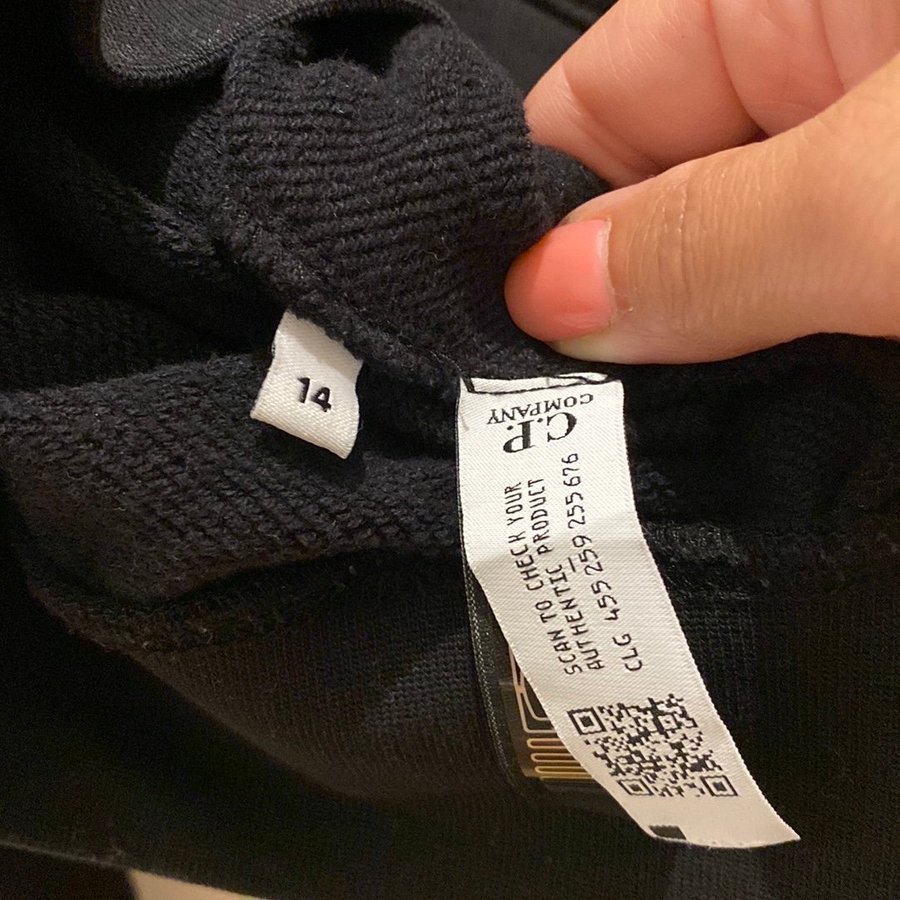 14
C.P.
COMPANY
SCAN TO CHECK YOUR
AUTHENTIC PRODUCT
CLG 455 259 255 676